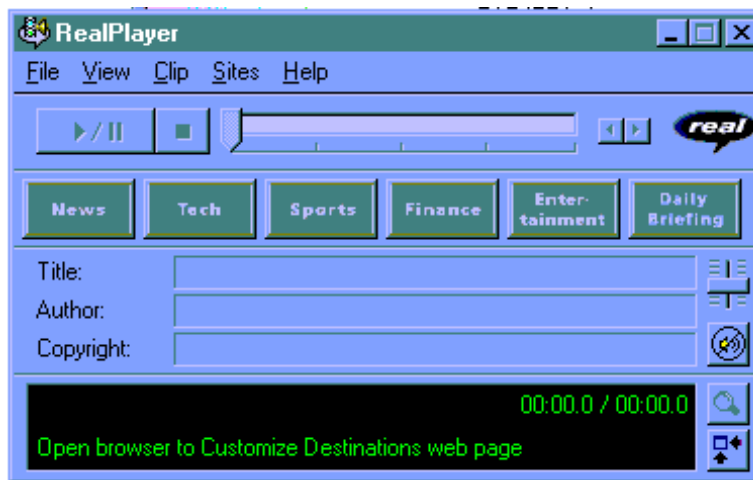 RealPlayer
File View Clip Sites Help
real
News Tech Sports Finance Enter-tainment Daily Briefing
Title:
Author:
Copyright:
00:00.0 / 00:00.0
Open browser to Customize Destinations web page